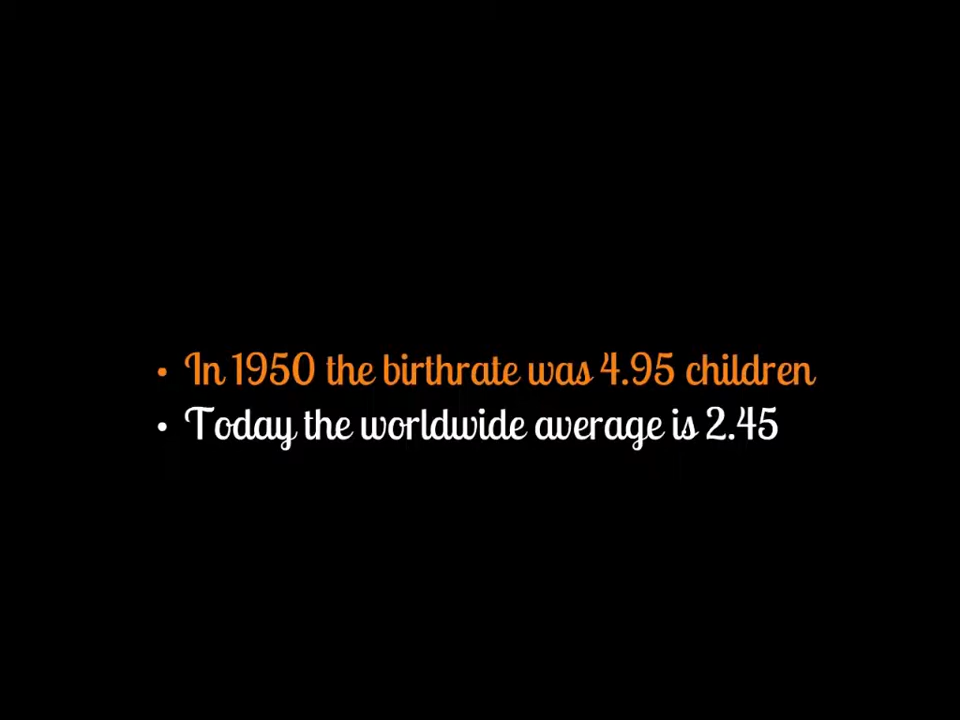 • In 1950 the birthrate was 4.95 children
• Today the worldwide average is 2.45